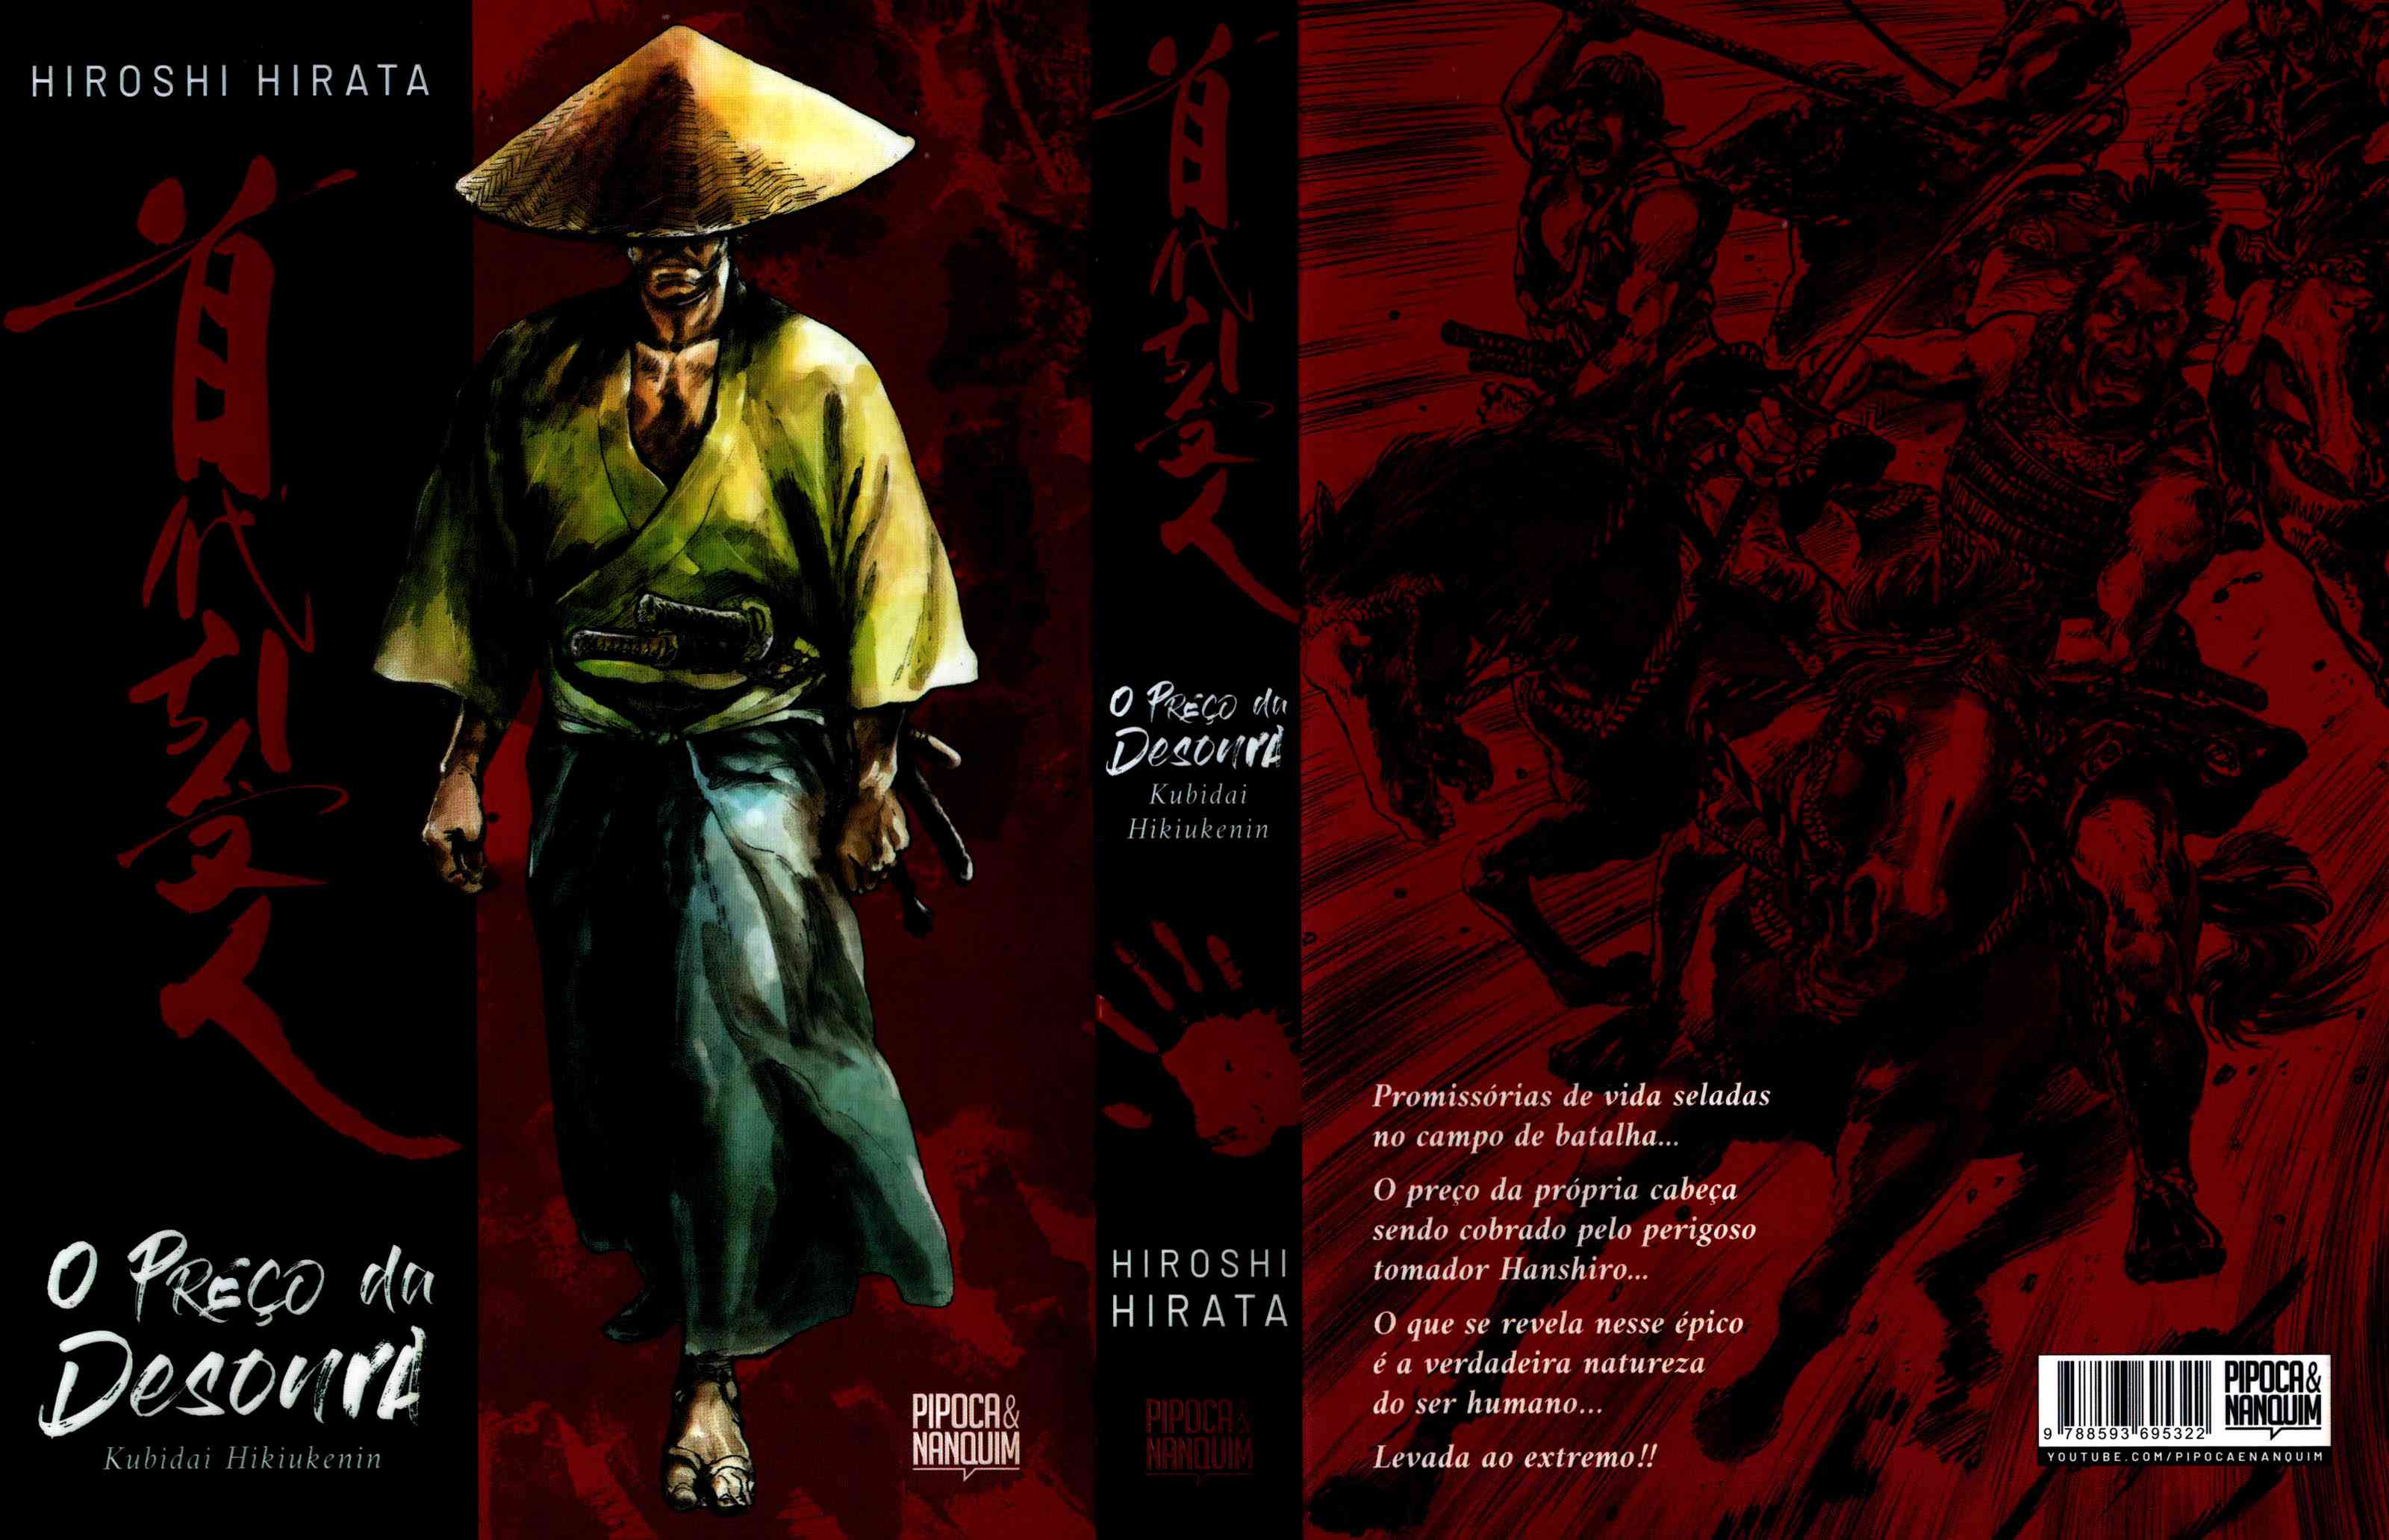 HIROSHI HIRATA
首代引受人
O PREÇO da
DesonrA
Kubidai Hikiukenin
PIPOCA&
NANQUIM
首代引受人
O PREÇO da
DesonrA
Kubidai
Hikiukenin
HIROSHI
HIRATA
PIPOCA&
NANQUIM
Promissórias de vida seladas
no campo de batalha...
O preço da própria cabeça
sendo cobrado pelo perigoso
tomador Hanshiro...
O que se revela nesse épico
é a verdadeira natureza
do ser humano...
Levada ao extremo!!
9 788593 695322
PIPOCA&
NANQUIM
YOUTUBE.COM/PIPOCAENANQUIM